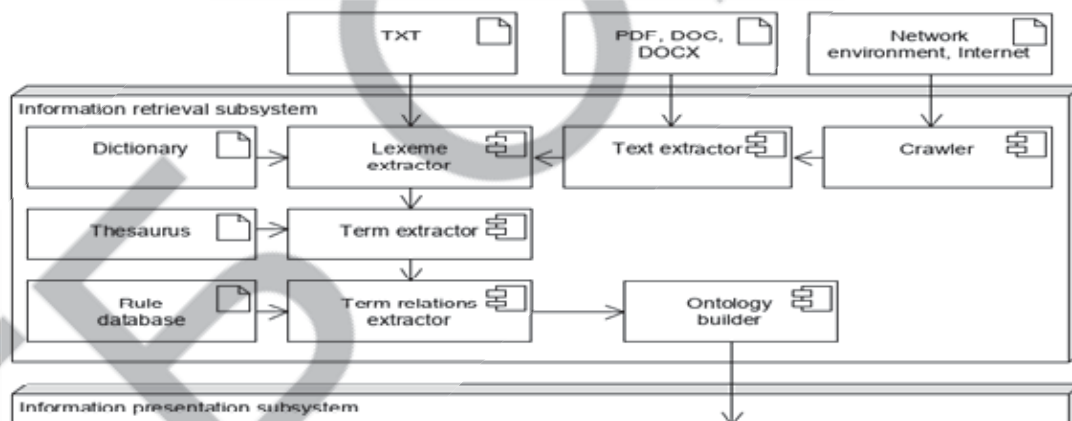 TXT
PDF, DOC,
DOCX
Network
environment, Internet
Information retrieval subsystem
Dictionary
Lexeme
extractor
Text extractor
Crawler
Thesaurus
Term extractor
Rule
database
Term relations
extractor
Ontology
builder
Information presentation subsystem